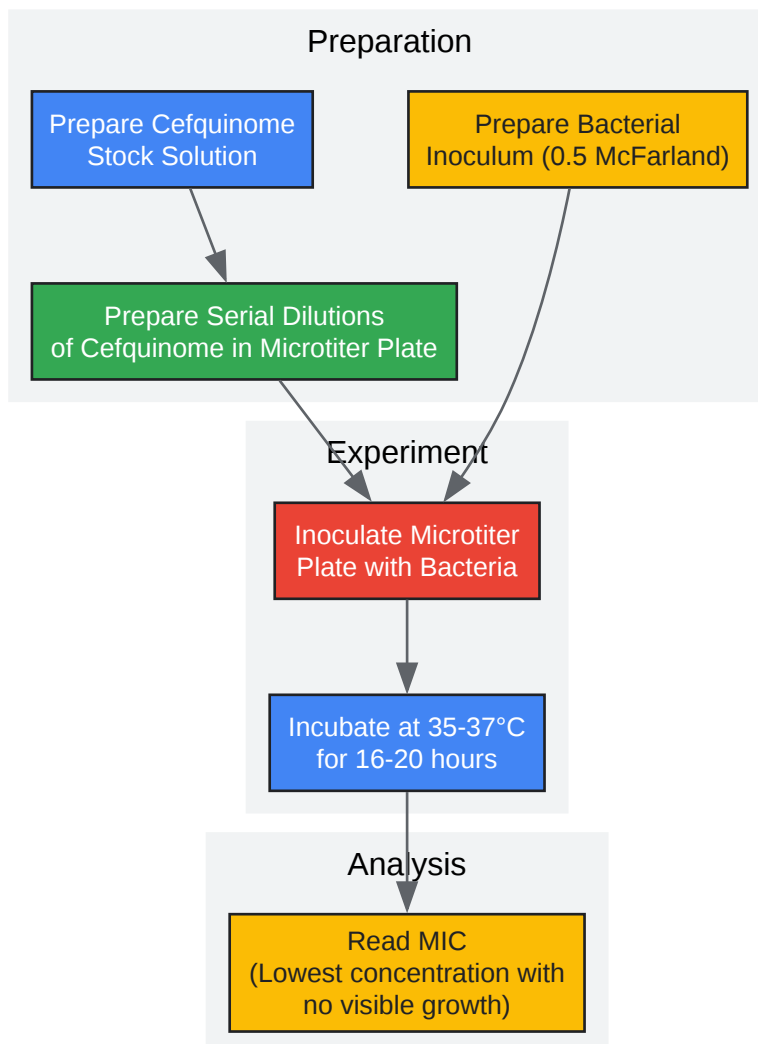 Preparation
Prepare Cefquinome
Stock Solution
Prepare Bacterial
Inoculum (0.5 McFarland)
Prepare Serial Dilutions
of Cefquinome in Microtiter Plate
Experiment
Inoculate Microtiter
Plate with Bacteria
Incubate at 35-37°C
for 16-20 hours
Analysis
Read MIC
(Lowest concentration with
no visible growth)